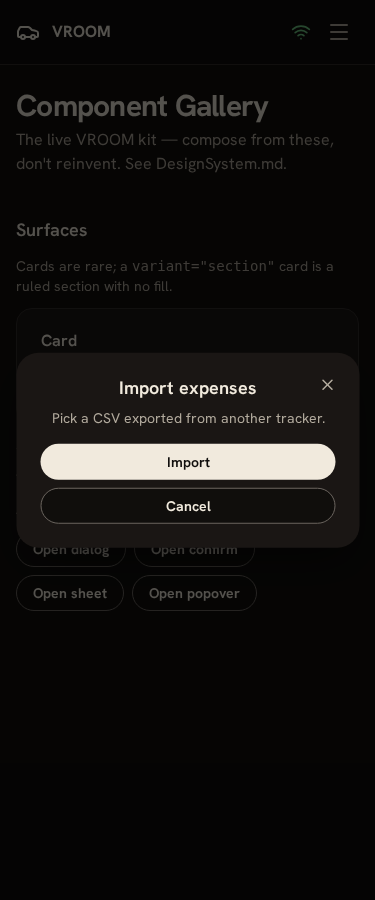 VROOM
Component Gallery
The live VROOM kit — compose from these,
don't reinvent. See DesignSystem.md.
Surfaces
Cards are rare; a variant="section" card is a
ruled section with no fill.
Card
Import expenses
Pick a CSV exported from another tracker.
Import
Cancel
Open dialog
Open confirm
Open sheet
Open popover